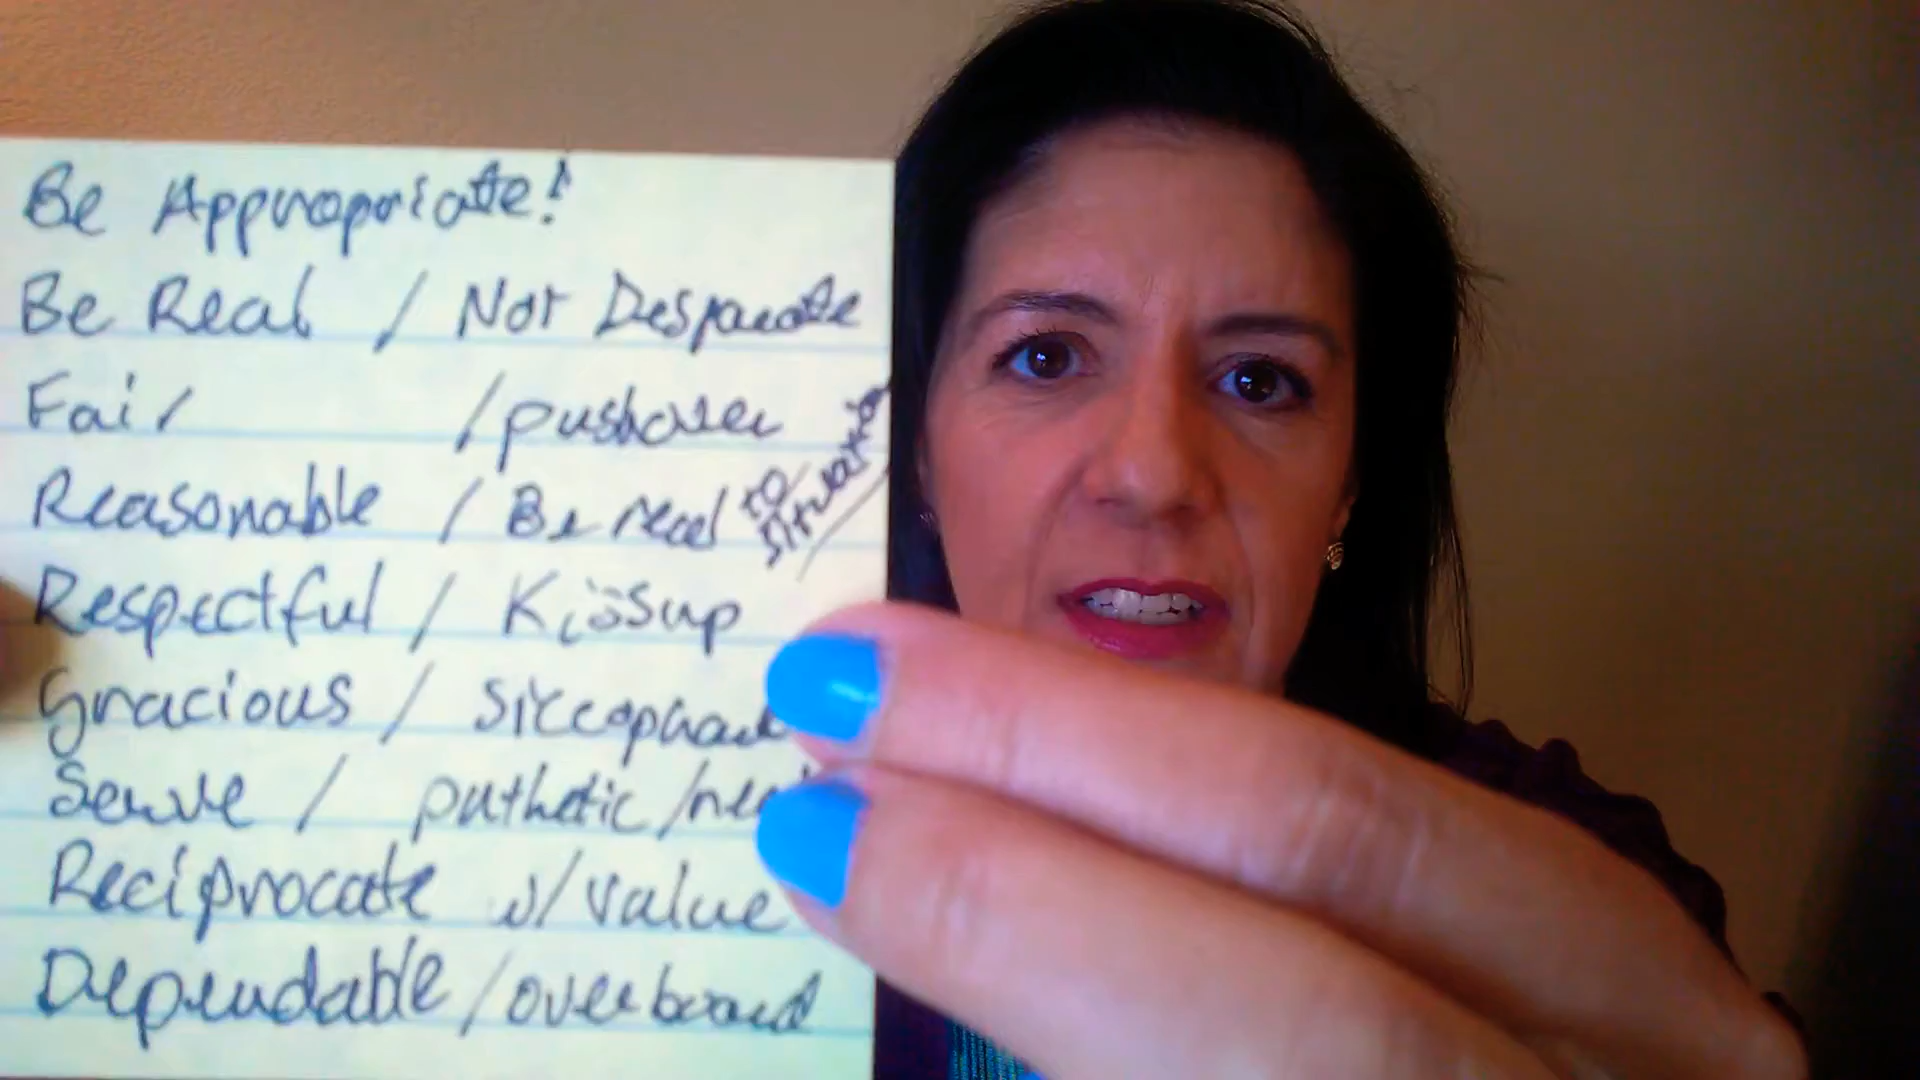 Be Appropriate!
Be Real / Not Desparate
Fair / pushover
Reasonable / Be real to situation
Respectful / Kissup
Gracious /
Serve / pathetic /
Reciprocate w/ value
Dependable / overboard